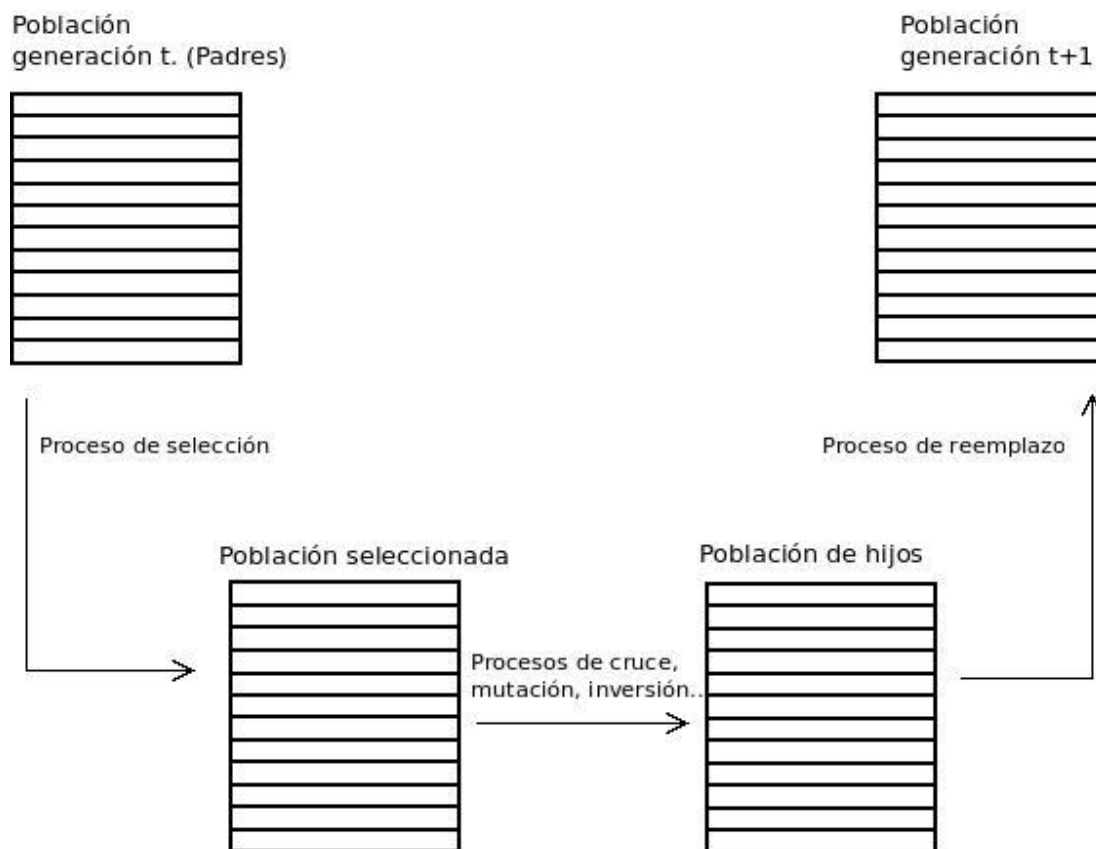 Población
generación t. (Padres)
Población
generación t+1
Proceso de selección
Proceso de reemplazo
Población seleccionada
Población de hijos
Procesos de cruce,
mutación, inversión..